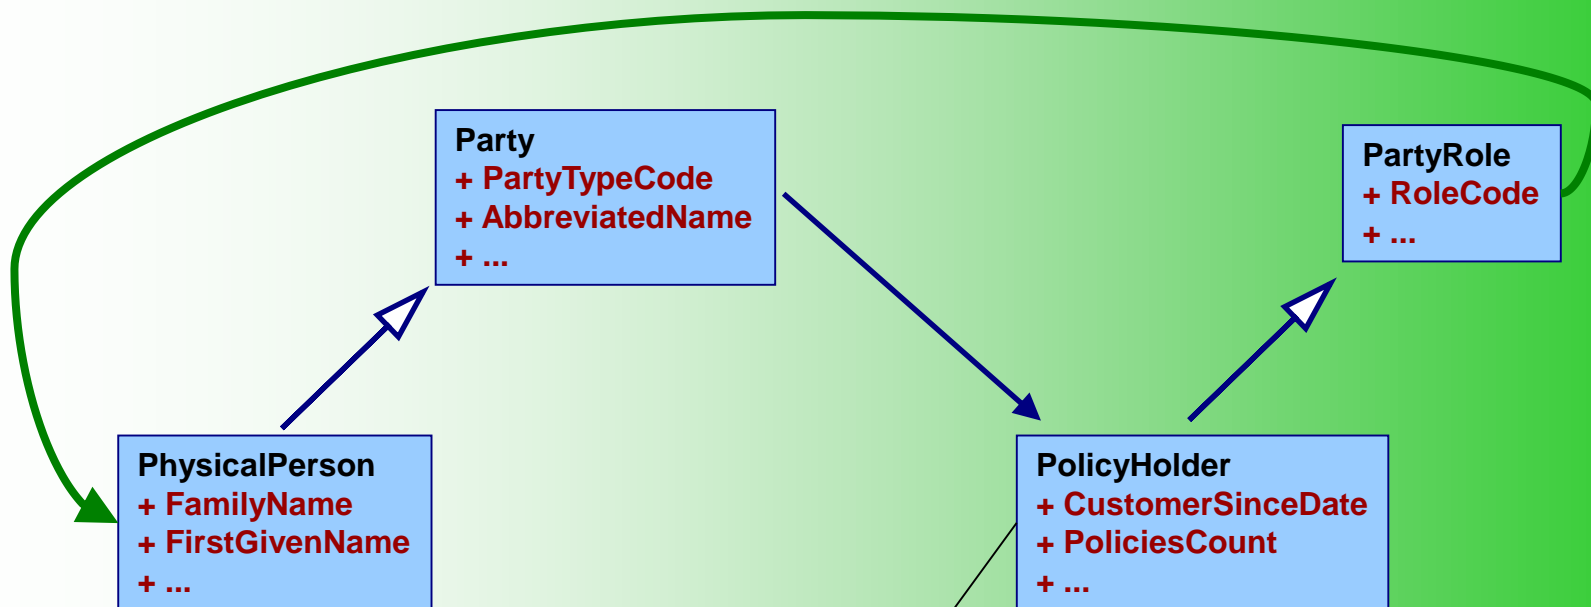 Party
+ PartyTypeCode
+ AbbreviatedName
+ ...
PartyRole
+ RoleCode
+ ...
PhysicalPerson
+ FamilyName
+ FirstGivenName
+ ...
PolicyHolder
+ CustomerSinceDate
+ PoliciesCount
+ ...